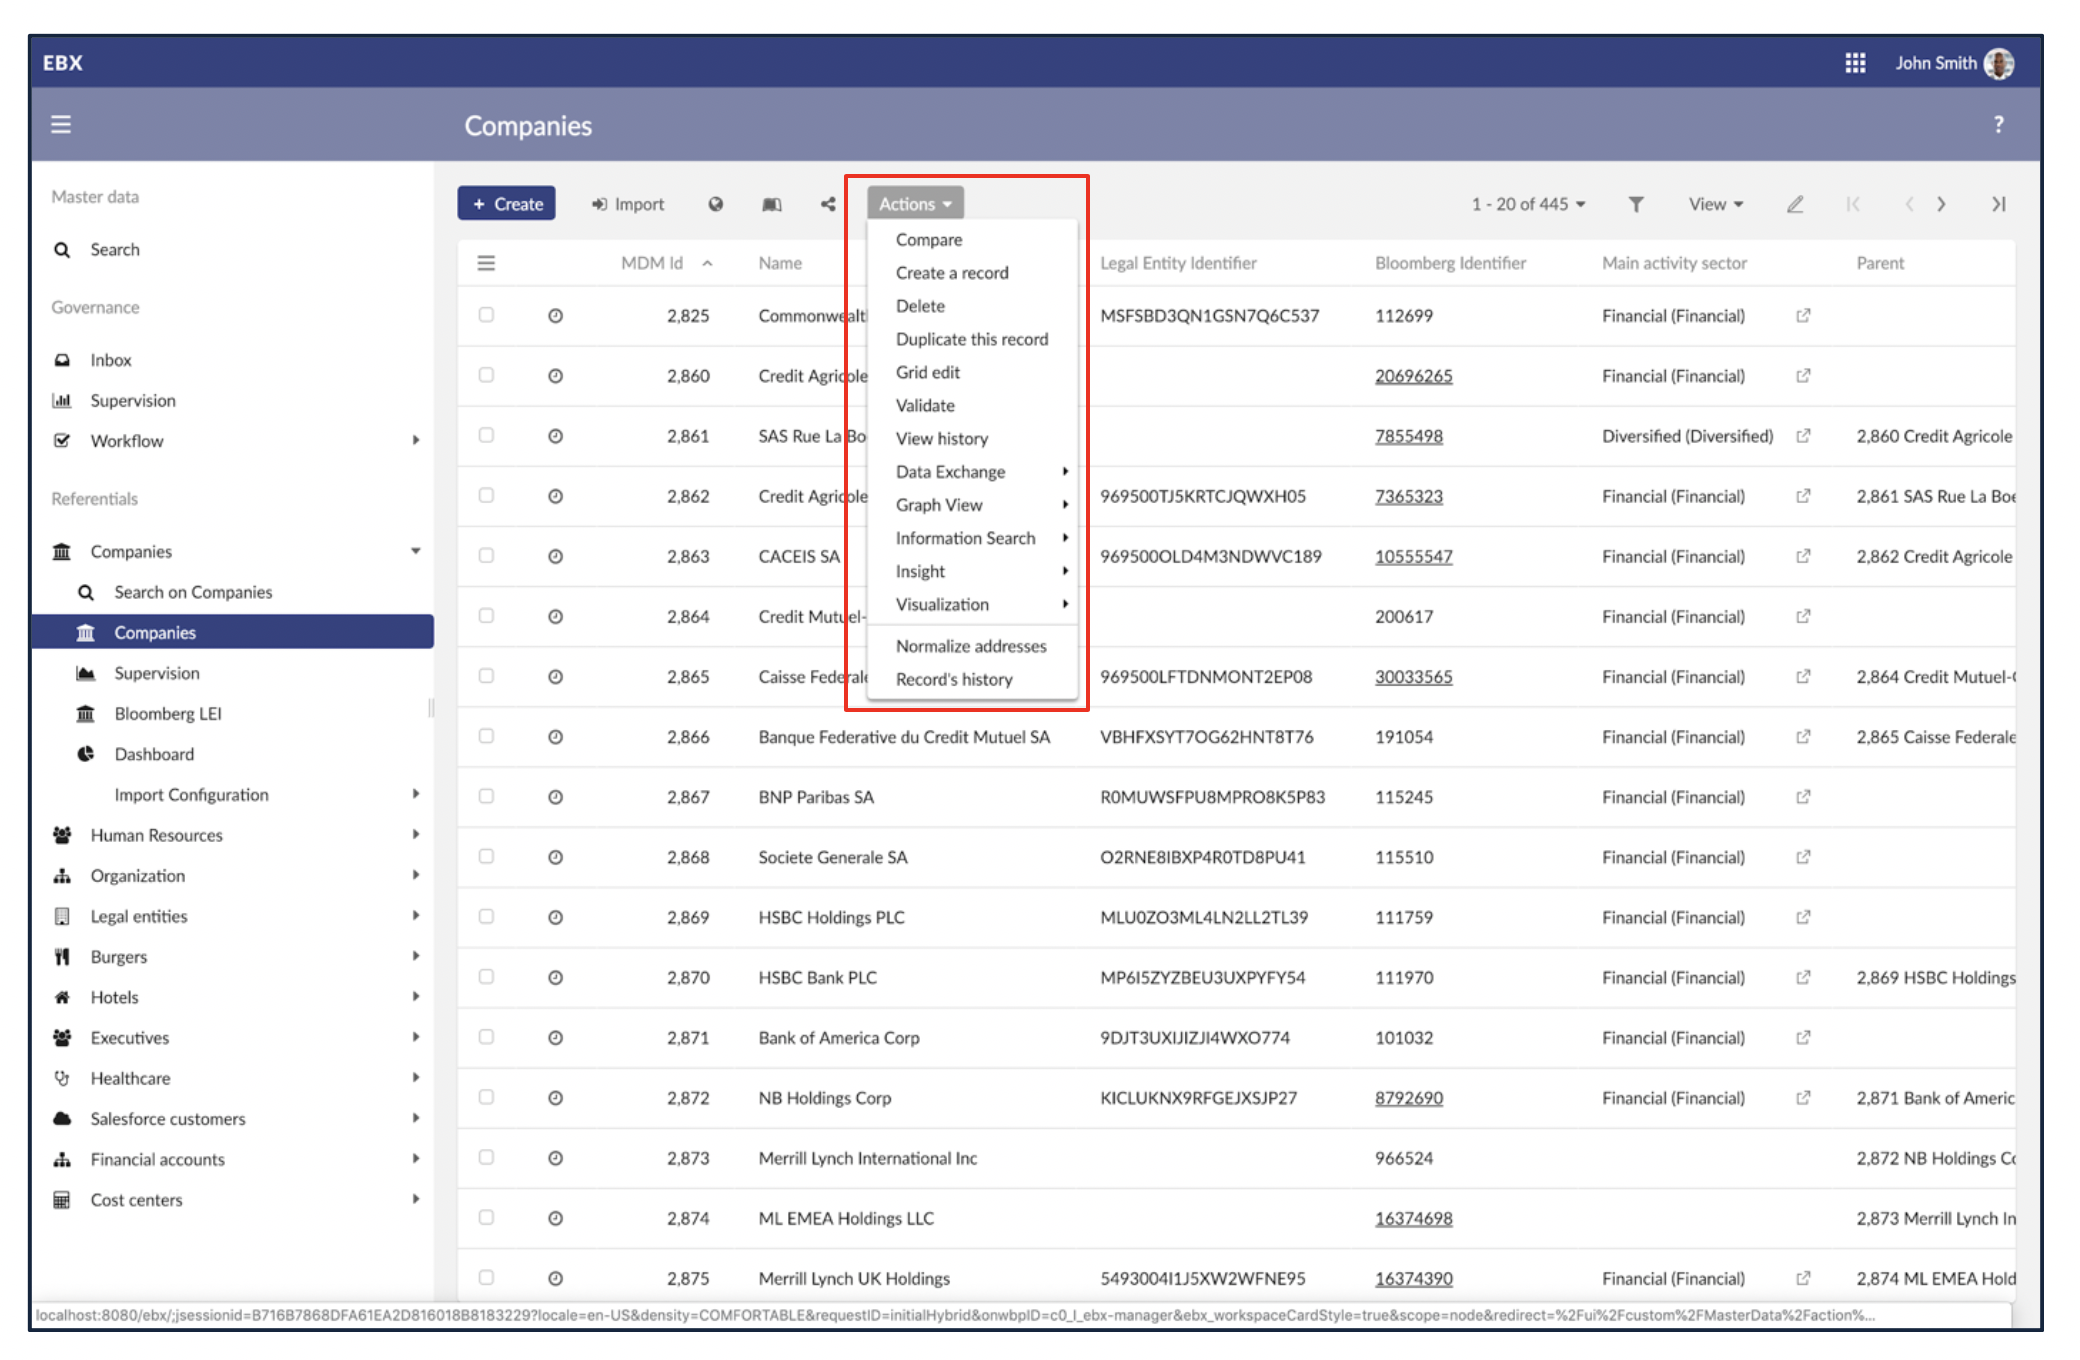 EBX
John Smith
Companies
?
Master data
Search
Governance
Inbox
Supervision
Workflow
Referentials
Companies
Search on Companies
Companies
Supervision
Bloomberg LEI
Dashboard
Import Configuration
Human Resources
Organization
Legal entities
Burgers
Hotels
Executives
Healthcare
Salesforce customers
Financial accounts
Cost centers
+ Create Import Actions 1 - 20 of 445 View
Compare
Create a record
Delete
Duplicate this record
Grid edit
Validate
View history
Data Exchange
Graph View
Information Search
Insight
Visualization
Normalize addresses
Record's history
MDM Id Name Legal Entity Identifier Bloomberg Identifier Main activity sector Parent
2,825 Commonwealt MSFSBD3QN1GSN7Q6C537 112699 Financial (Financial)
2,860 Credit Agricole 20696265 Financial (Financial)
2,861 SAS Rue La Bo 7855498 Diversified (Diversified) 2,860 Credit Agricole
2,862 Credit Agricole 969500TJ5KRTCJQWXH05 7365323 Financial (Financial) 2,861 SAS Rue La Boe
2,863 CACEIS SA 969500OLD4M3NDWVC189 10555547 Financial (Financial) 2,862 Credit Agricole
2,864 Credit Mutuel- 200617 Financial (Financial)
2,865 Caisse Federale 969500LFTDNMONT2EP08 30033565 Financial (Financial) 2,864 Credit Mutuel-
2,866 Banque Federative du Credit Mutuel SA VBHFXSYT7OG62HNT8T76 191054 Financial (Financial) 2,865 Caisse Federale
2,867 BNP Paribas SA R0MUWSFPU8MPRO8K5P83 115245 Financial (Financial)
2,868 Societe Generale SA O2RNE8IBXP4R0TD8PU41 115510 Financial (Financial)
2,869 HSBC Holdings PLC MLU0ZO3ML4LN2LL2TL39 111759 Financial (Financial)
2,870 HSBC Bank PLC MP6I5ZYZBEU3UXPYFY54 111970 Financial (Financial) 2,869 HSBC Holdings
2,871 Bank of America Corp 9DJT3UXIJIZJI4WXO774 101032 Financial (Financial)
2,872 NB Holdings Corp KICLUKNX9RFGEJXSJP27 8792690 Financial (Financial) 2,871 Bank of Americ
2,873 Merrill Lynch International Inc 966524 2,872 NB Holdings Co
2,874 ML EMEA Holdings LLC 16374698 2,873 Merrill Lynch In
2,875 Merrill Lynch UK Holdings 5493004I1J5XW2WFNE95 16374390 Financial (Financial) 2,874 ML EMEA Hold
localhost:8080/ebx/;jsessionid=B716B7868DFA61EA2D816018B8183229?locale=en-US&density=COMFORTABLE&requestID=initialHybrid&onwbpID=c0_I_ebx-manager&ebx_workspaceCardStyle=true&scope=node&redirect=%2Fui%2Fcustom%2FMasterData%2Faction%...